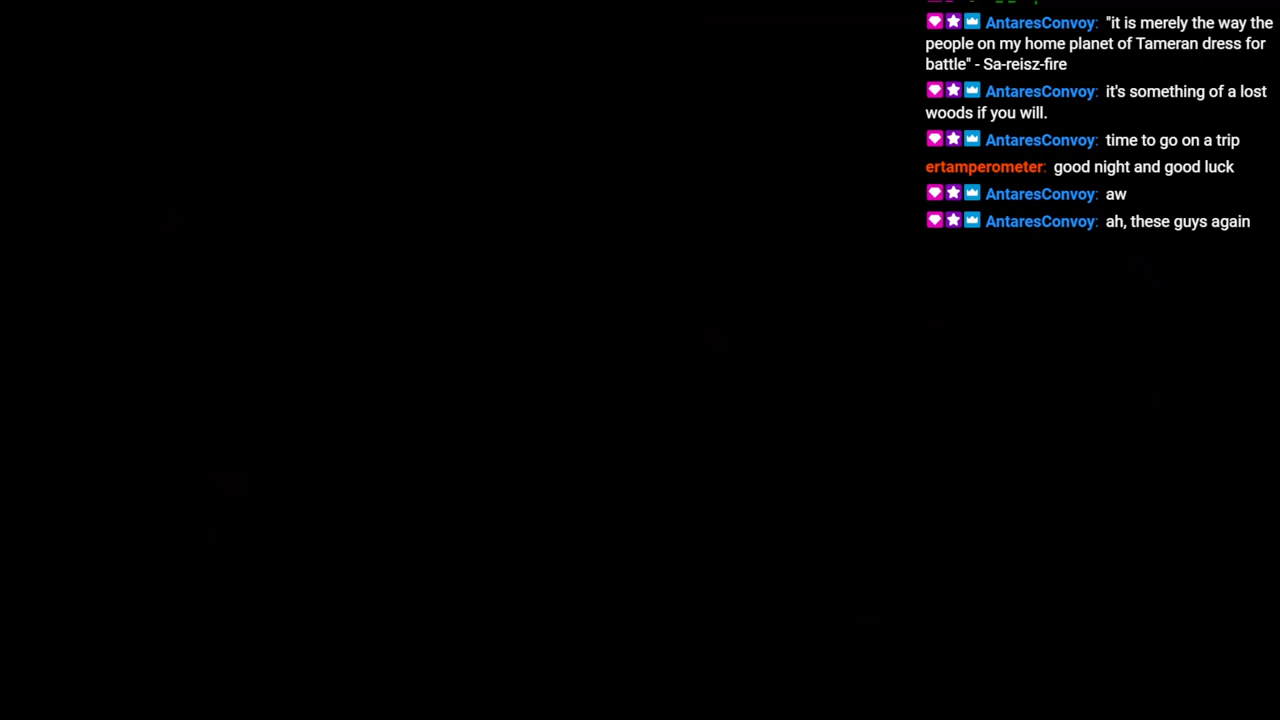 AntaresConvoy: "it is merely the way the
people on my home planet of Tameran dress for
battle" - Sa-reisz-fire
AntaresConvoy: it's something of a lost
woods if you will.
AntaresConvoy: time to go on a trip
ertamperometer: good night and good luck
AntaresConvoy: aw
AntaresConvoy: ah, these guys again